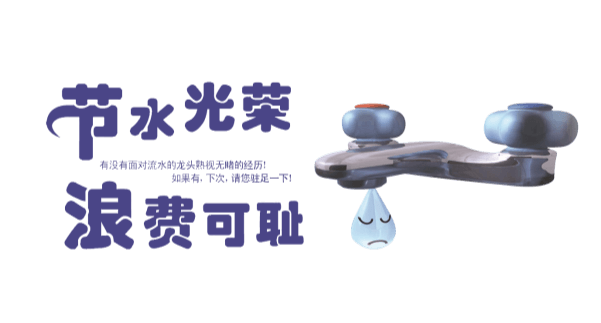 节水光荣
有没有面对流水的龙头熟视无睹的经历!
如果有,下次,请您驻足一下!
浪费可耻